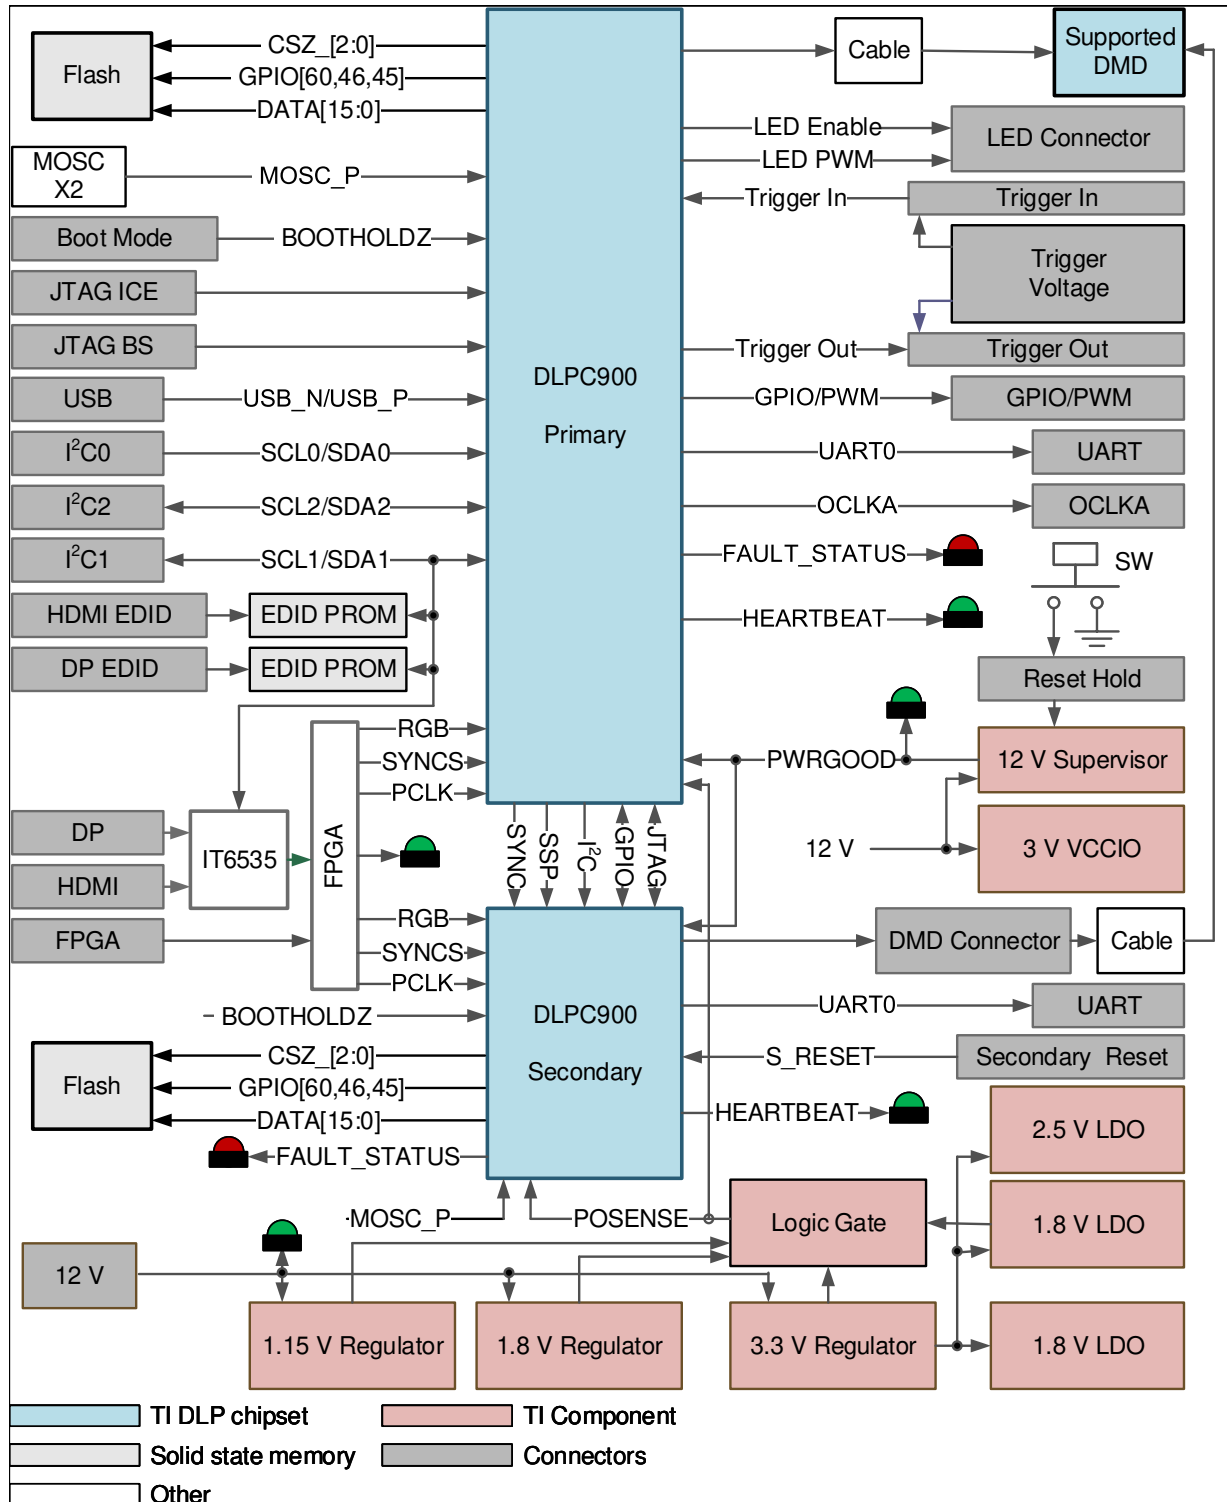 CSZ_[2:0]
Flash
GPIO[60,46,45]
DATA[15:0]
Cable
Supported
DMD
LED Enable
LED PWM
LED Connector
MOSC
X2
MOSC_P
Trigger In
Trigger In
Boot Mode
BOOTHOLDZ
Trigger
Voltage
JTAG ICE
JTAG BS
Trigger Out
Trigger Out
DLPC900
Primary
USB
USB_N/USB_P
GPIO/PWM
GPIO/PWM
I²C0
SCL0/SDA0
UART0
UART
I²C2
SCL2/SDA2
OCLKA
OCLKA
I²C1
SCL1/SDA1
FAULT_STATUS
SW
HDMI EDID
EDID PROM
HEARTBEAT
DP EDID
EDID PROM
Reset Hold
RGB
SYNCS
PCLK
PWRGOOD
12 V Supervisor
DP
HDMI
IT6535
FPGA
SYNC
SSP
I²C
GPIO
JTAG
12 V
3 V VCCIO
FPGA
RGB
SYNCS
PCLK
DMD Connector
Cable
BOOTHOLDZ
DLPC900
Secondary
UART0
UART
CSZ_[2:0]
Flash
GPIO[60,46,45]
DATA[15:0]
S_RESET
Secondary Reset
HEARTBEAT
2.5 V LDO
FAULT_STATUS
MOSC_P
POSENSE
Logic Gate
1.8 V LDO
12 V
1.15 V Regulator
1.8 V Regulator
3.3 V Regulator
1.8 V LDO
TI DLP chipset
TI Component
Solid state memory
Connectors
Other